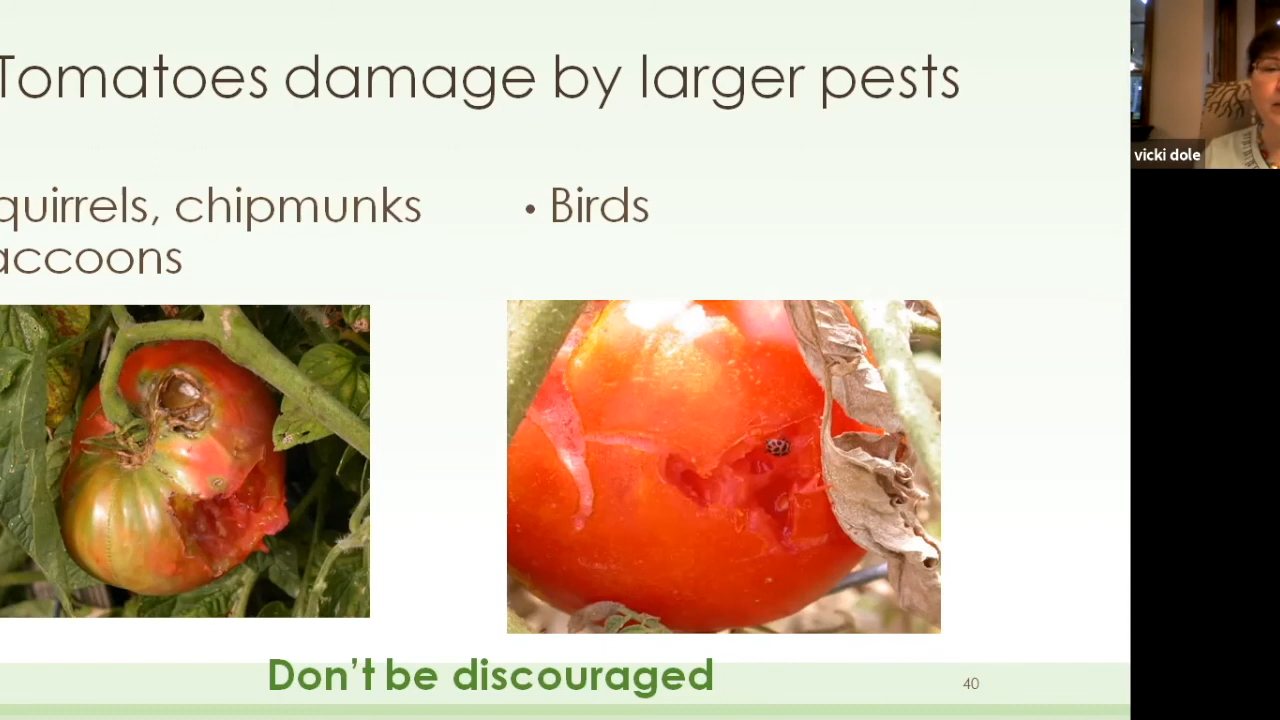 Tomatoes damage by larger pests
quirrels, chipmunks
accoons
• Birds
Don't be discouraged
40
vicki dole